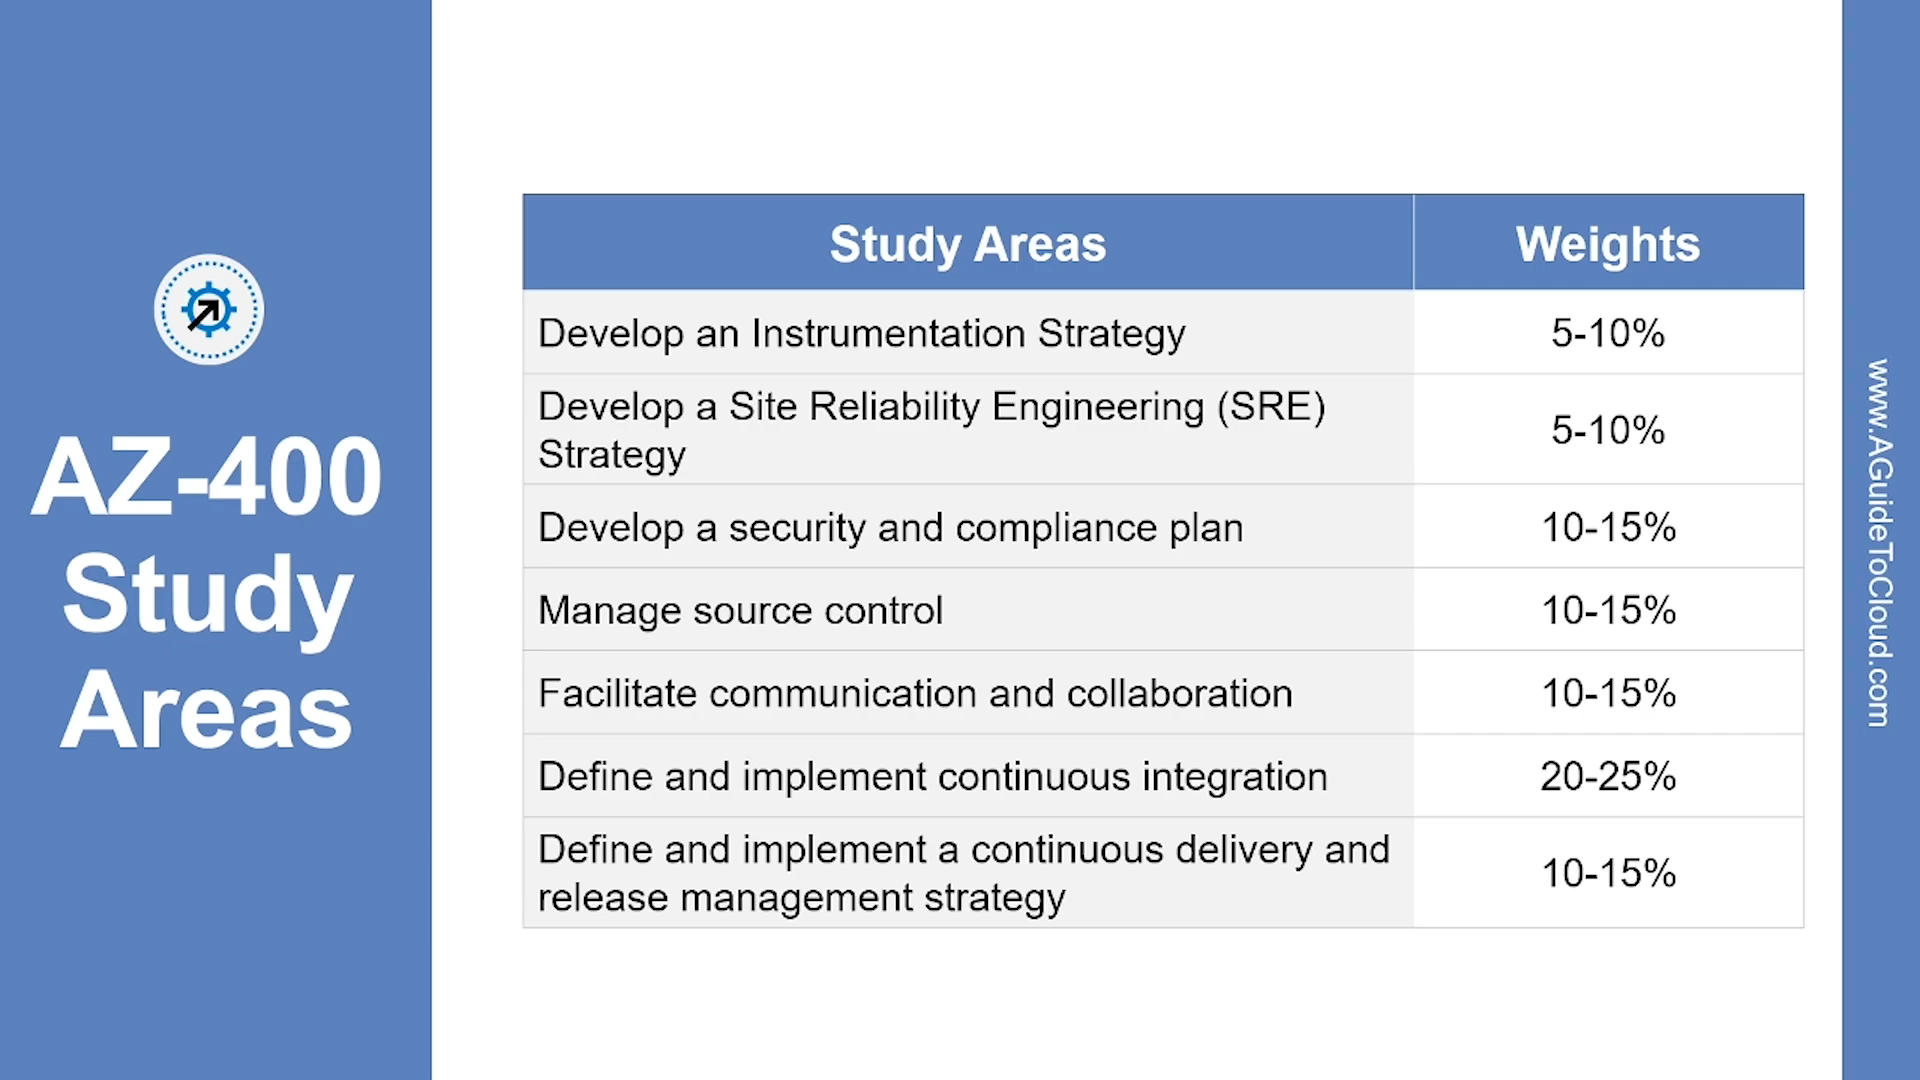 AZ-400
Study
Areas
Study Areas
Weights
Develop an Instrumentation Strategy
5-10%
Develop a Site Reliability Engineering (SRE)
Strategy
5-10%
Develop a security and compliance plan
10-15%
Manage source control
10-15%
Facilitate communication and collaboration
10-15%
Define and implement continuous integration
20-25%
Define and implement a continuous delivery and
release management strategy
10-15%
www.AGuideToCloud.com